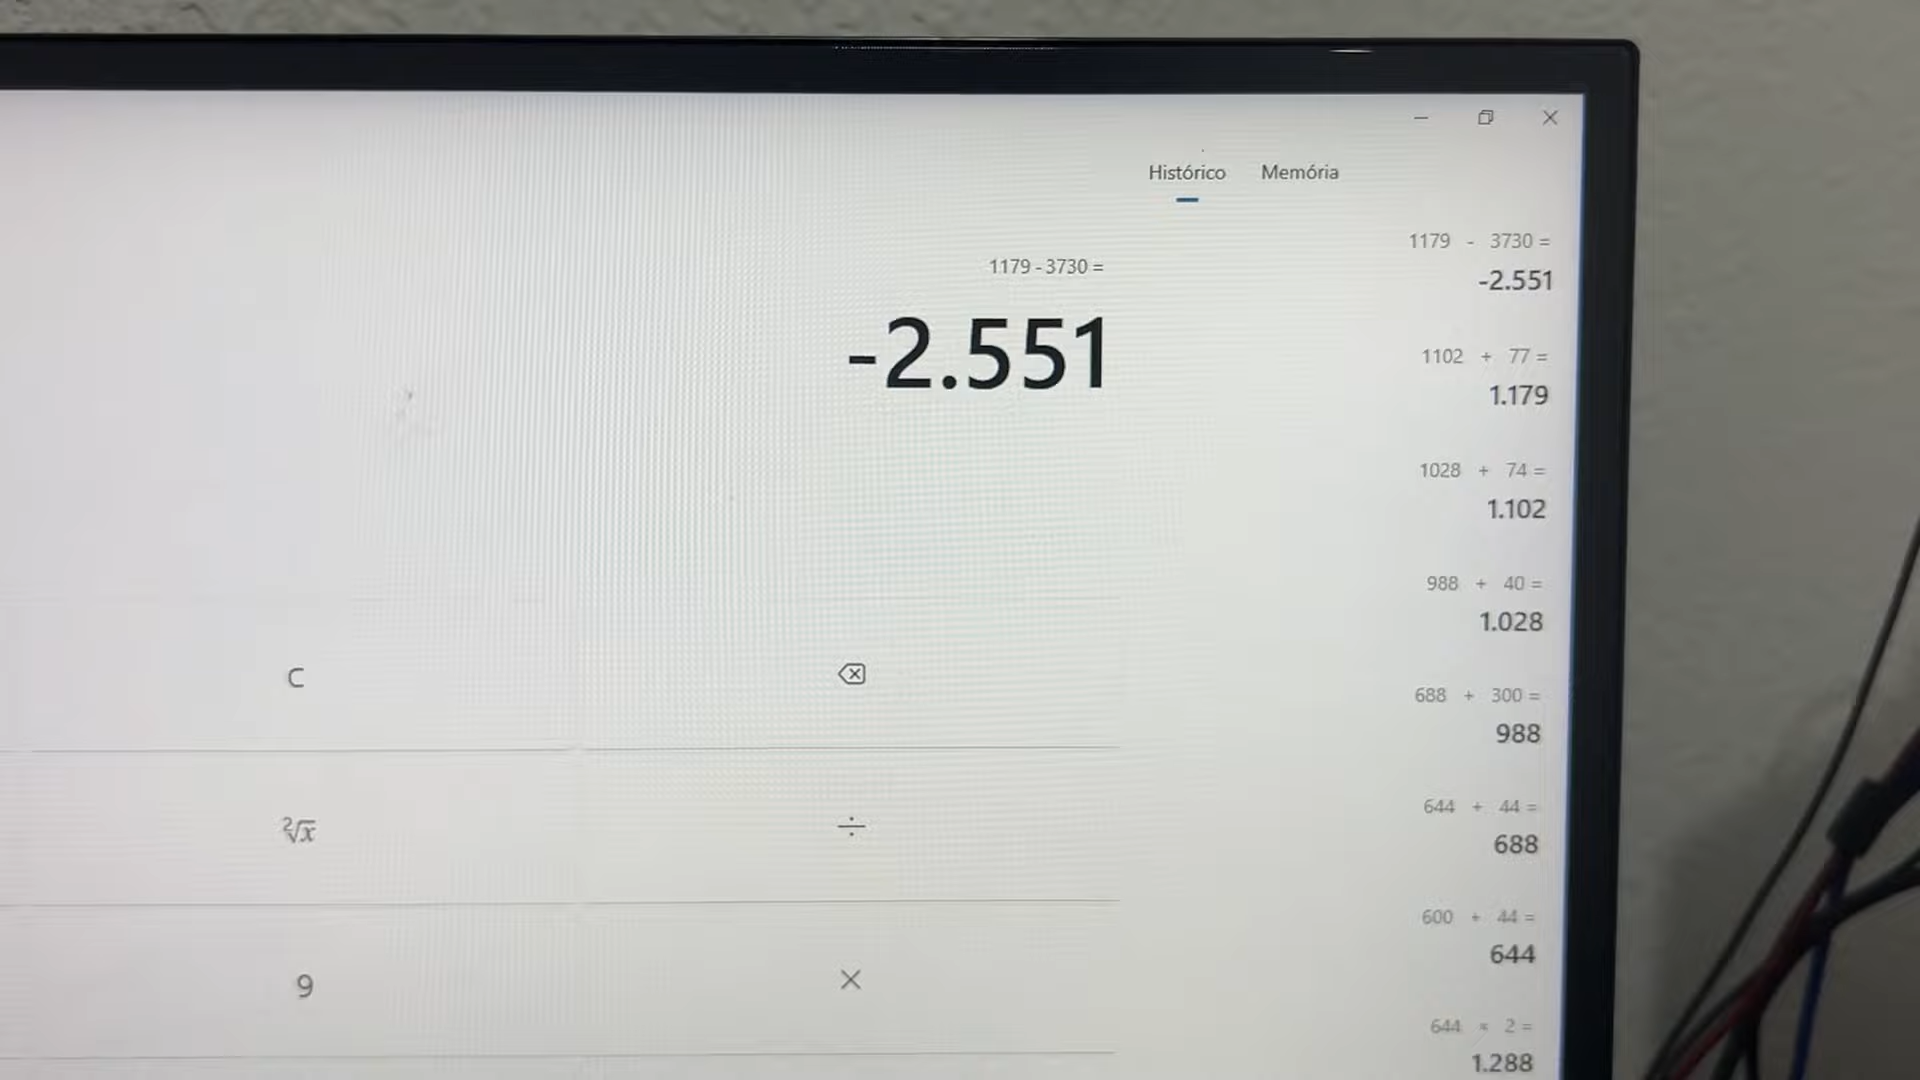 Histórico Memória
1179 - 3730 =
-2.551
C
²√x
÷
9
×
1179 - 3730 =
-2.551
1102 + 77 =
1.179
1028 + 74 =
1.102
988 + 40 =
1.028
688 + 300 =
988
644 + 44 =
688
600 + 44 =
644
644 × 2 =
1.288